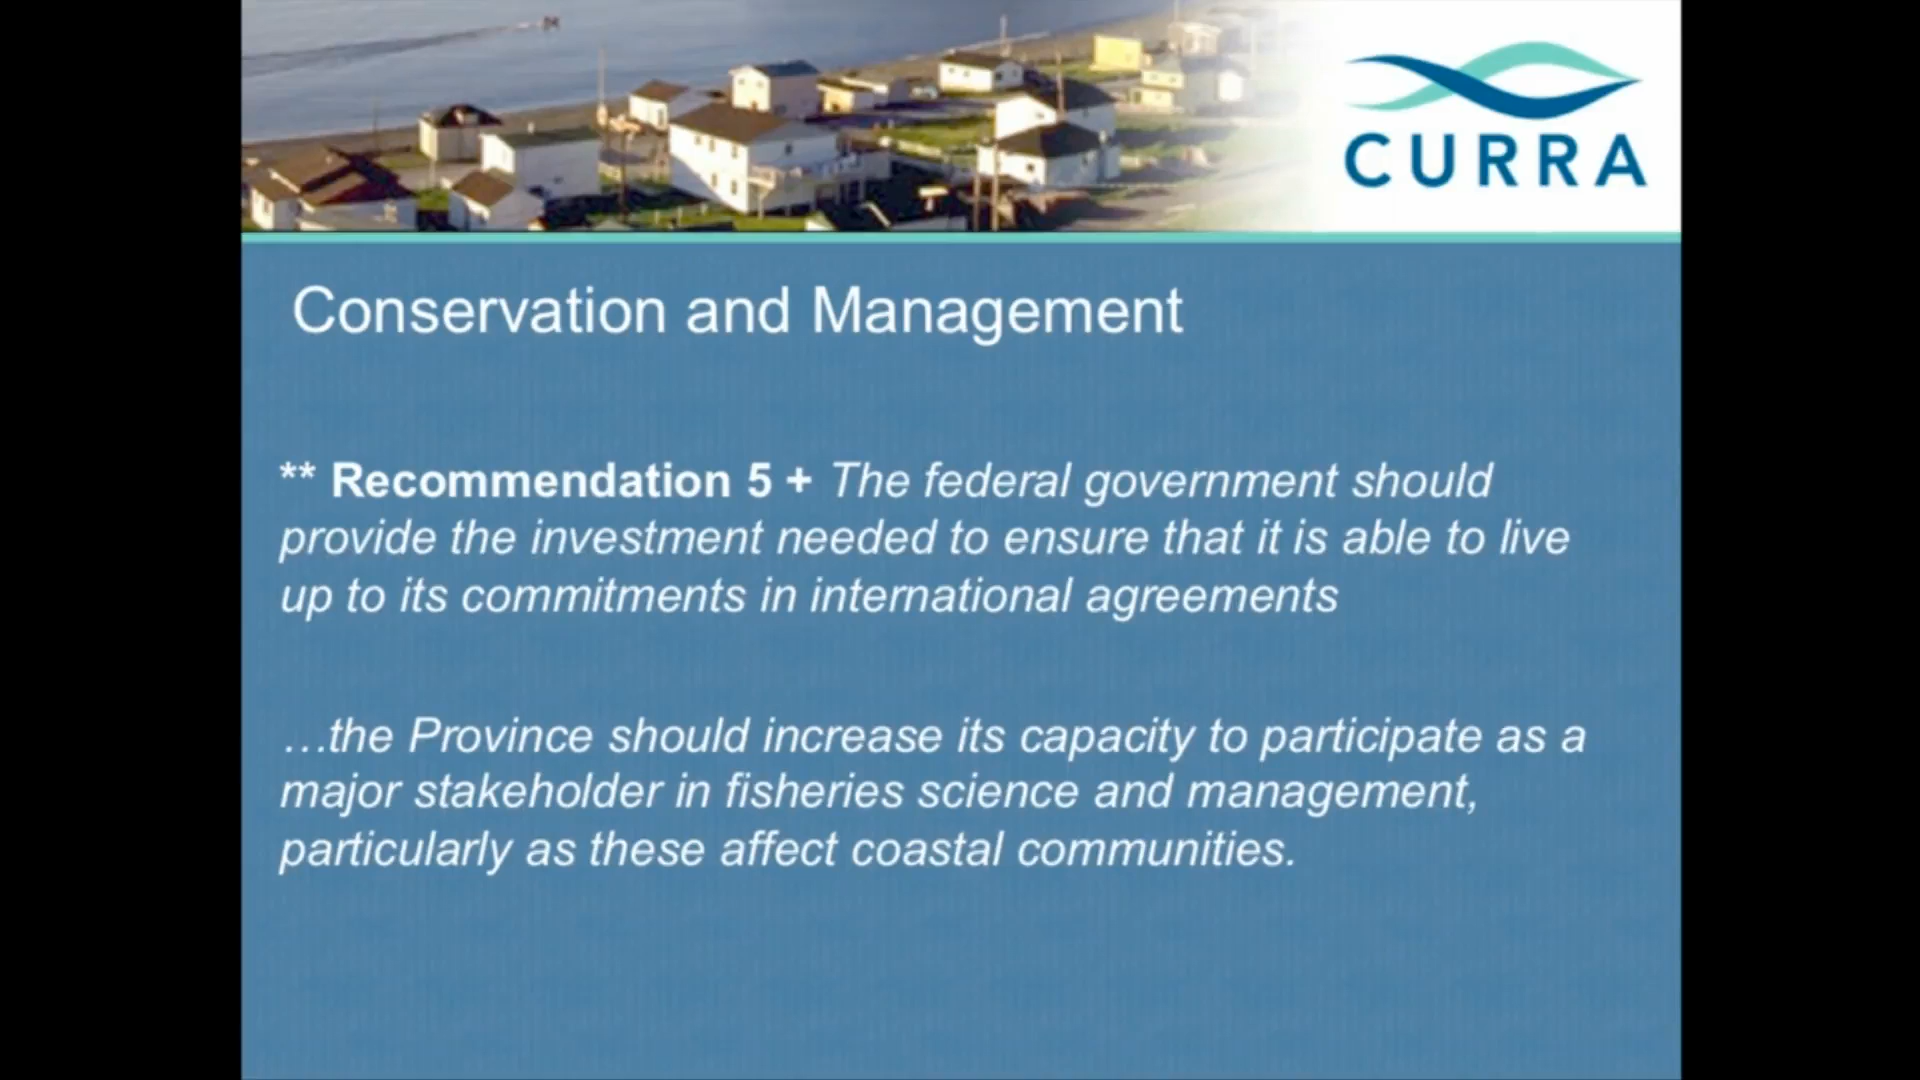 CURRA
Conservation and Management
** Recommendation 5 + The federal government should
provide the investment needed to ensure that it is able to live
up to its commitments in international agreements
…the Province should increase its capacity to participate as a
major stakeholder in fisheries science and management,
particularly as these affect coastal communities.